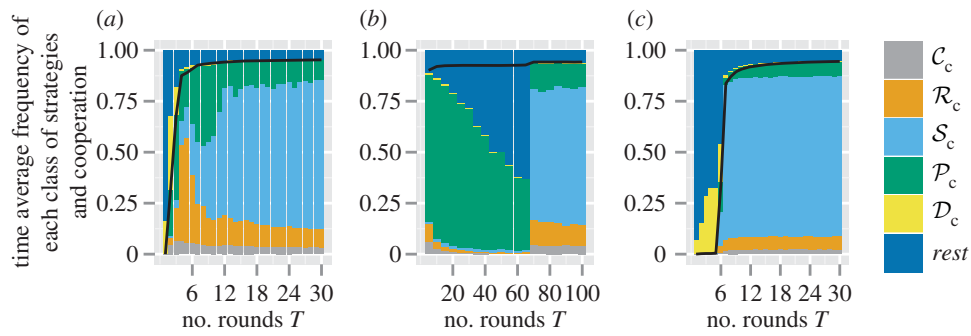 (a) (b) (c)
time average frequency of
each class of strategies
and cooperation
1.00 1.00 1.00
0.75 0.75 0.75
0.50 0.50 0.50
0.25 0.25 0.25
0 0 0
6 12 18 24 30 20 40 60 80 100 6 12 18 24 30
no. rounds T no. rounds T no. rounds T
𝒞c
ℛc
𝒮c
𝒫c
𝒟c
rest